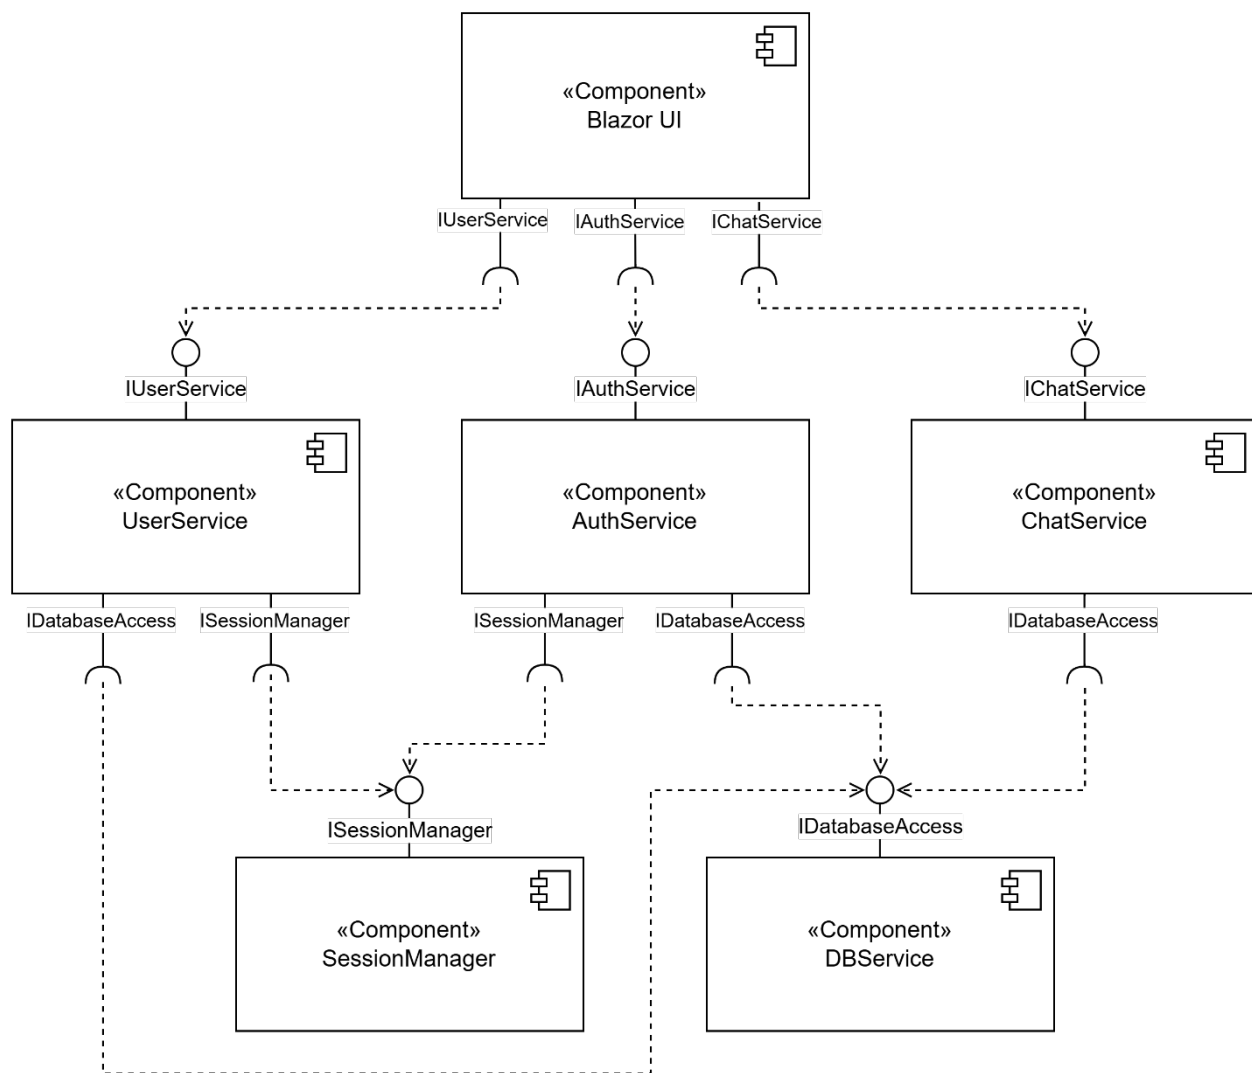 «Component»
Blazor UI
IUserService
IAuthService
IChatService
IUserService
IAuthService
IChatService
«Component»
UserService
«Component»
AuthService
«Component»
ChatService
IDatabaseAccess
ISessionManager
ISessionManager
IDatabaseAccess
IDatabaseAccess
ISessionManager
IDatabaseAccess
«Component»
SessionManager
«Component»
DBService